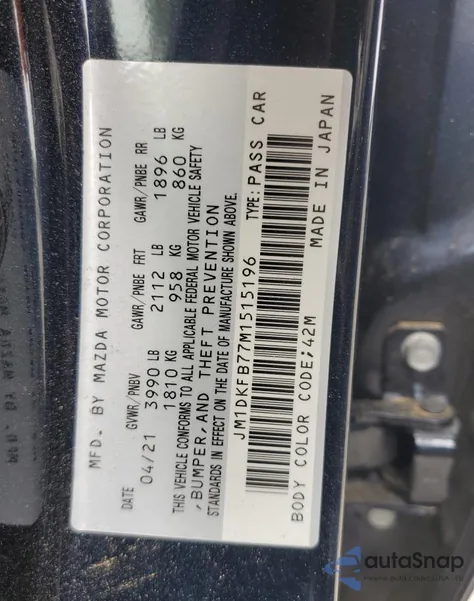 MFD. BY MAZDA MOTOR CORPORATION
DATE GVWR/PNBV GAWR/PNBE FRT GAWR/PNBE RR
04/21 3990 LB 2112 LB 1896 LB
1810 KG 958 KG 860 KG
THIS VEHICLE CONFORMS TO ALL APPLICABLE FEDERAL MOTOR VEHICLE SAFETY
, BUMPER, AND THEFT PREVENTION
STANDARDS IN EFFECT ON THE DATE OF MANUFACTURE SHOWN ABOVE.
JM1DKFB77M1515196 TYPE: PASS CAR
BODY COLOR CODE;42M MADE IN JAPAN
autoSnap